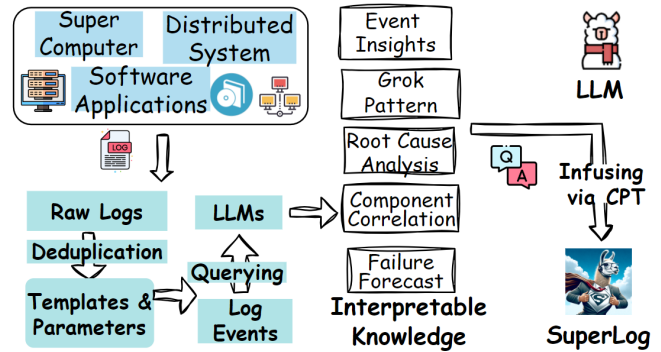 Super
Computer
Distributed
System
Software
Applications
LOG
Raw Logs
Deduplication
Templates &
Parameters
LLMs
Querying
Log
Events
Event
Insights
Grok
Pattern
Root Cause
Analysis
Component
Correlation
Failure
Forecast
Interpretable
Knowledge
LLM
Q
A
Infusing
via CPT
S
SuperLog